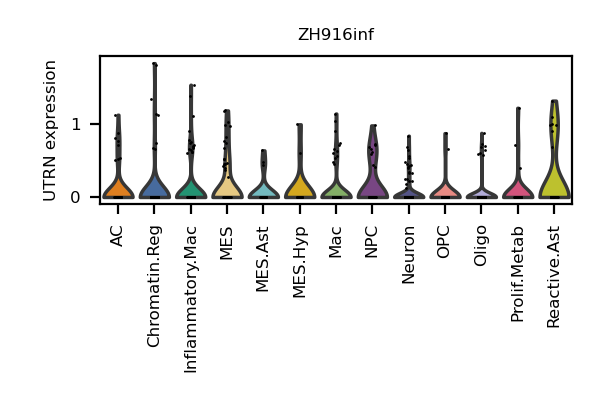 ZH916inf
UTRN expression
1
0
AC
Chromatin.Reg
Inflammatory.Mac
MES
MES.Ast
MES.Hyp
Mac
NPC
Neuron
OPC
Oligo
Prolif.Metab
Reactive.Ast